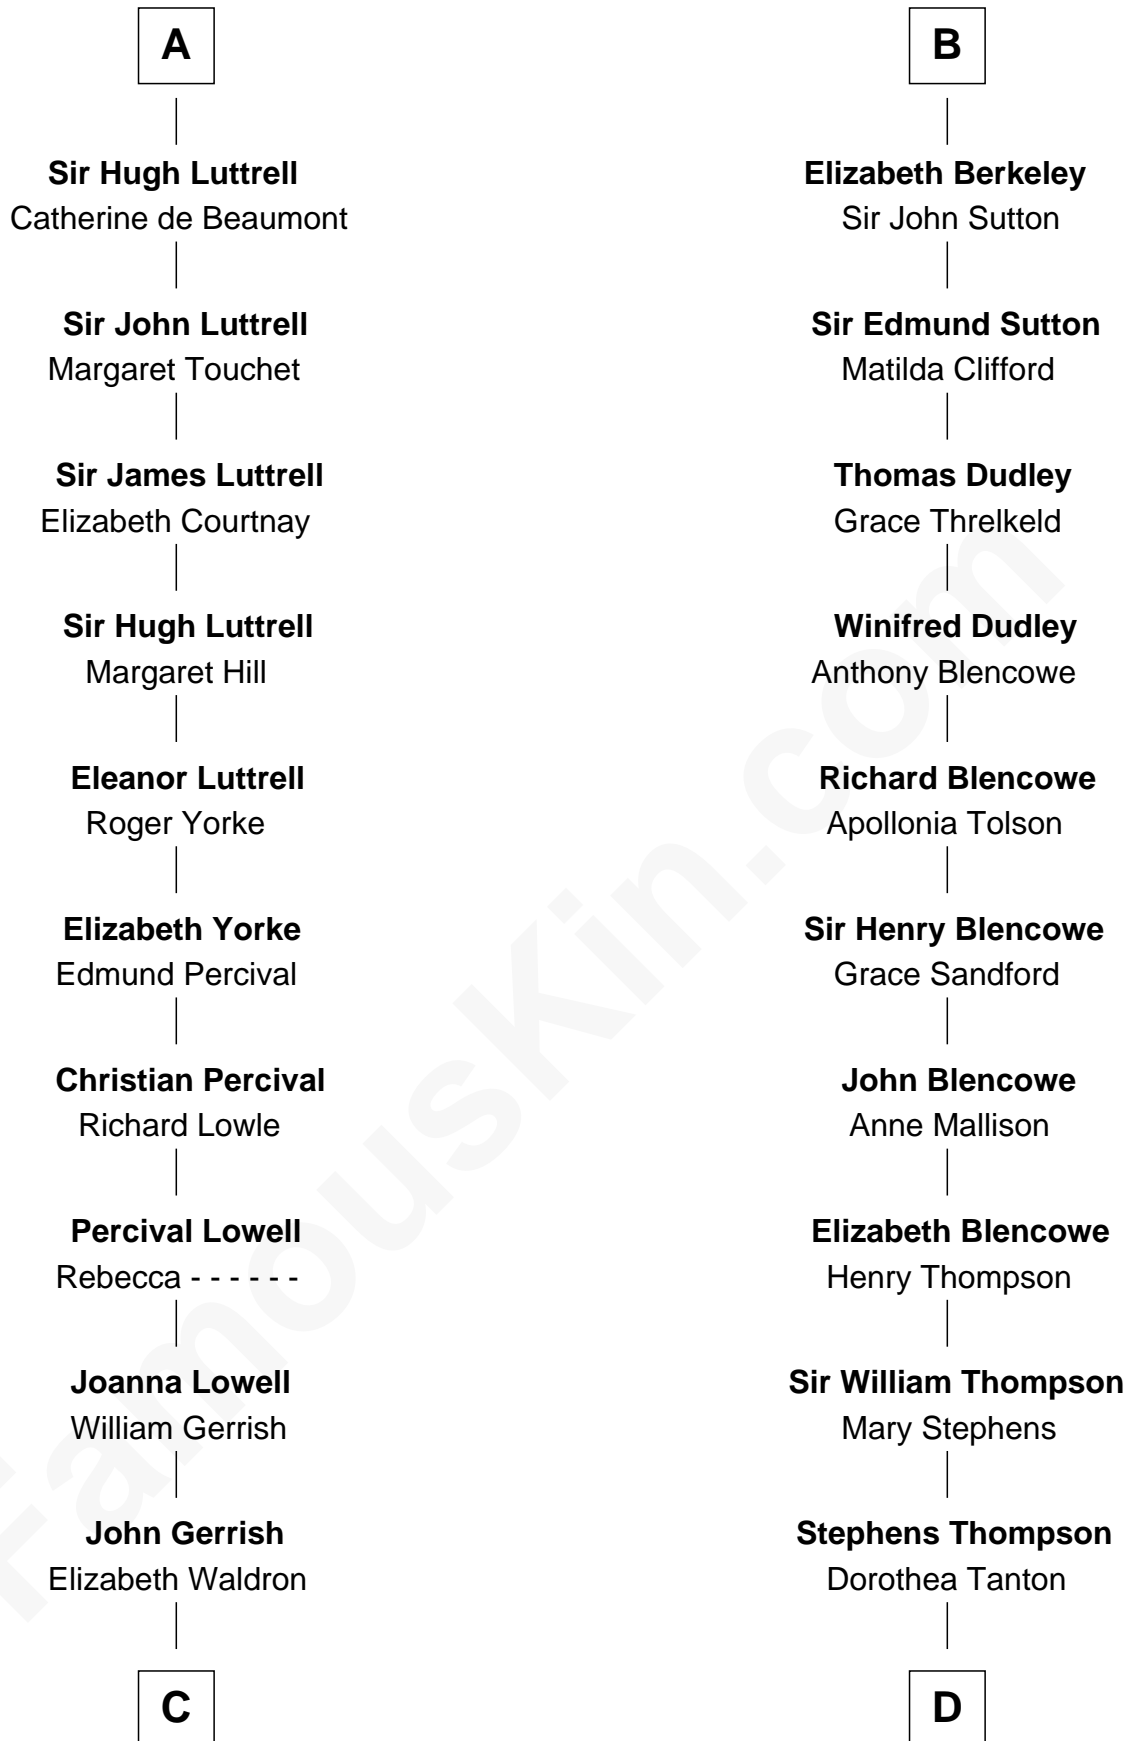 A
Sir Hugh Luttrell
Catherine de Beaumont
Sir John Luttrell
Margaret Touchet
Sir James Luttrell
Elizabeth Courtnay
Sir Hugh Luttrell
Margaret Hill
Eleanor Luttrell
Roger Yorke
Elizabeth Yorke
Edmund Percival
Christian Percival
Richard Lowle
Percival Lowell
Rebecca - - - - - -
Joanna Lowell
William Gerrish
John Gerrish
Elizabeth Waldron
C
B
Elizabeth Berkeley
Sir John Sutton
Sir Edmund Sutton
Matilda Clifford
Thomas Dudley
Grace Threlkeld
Winifred Dudley
Anthony Blencowe
Richard Blencowe
Apollonia Tolson
Sir Henry Blencowe
Grace Sandford
John Blencowe
Anne Mallison
Elizabeth Blencowe
Henry Thompson
Sir William Thompson
Mary Stephens
Stephens Thompson
Dorothea Tanton
D
FamousKin.com